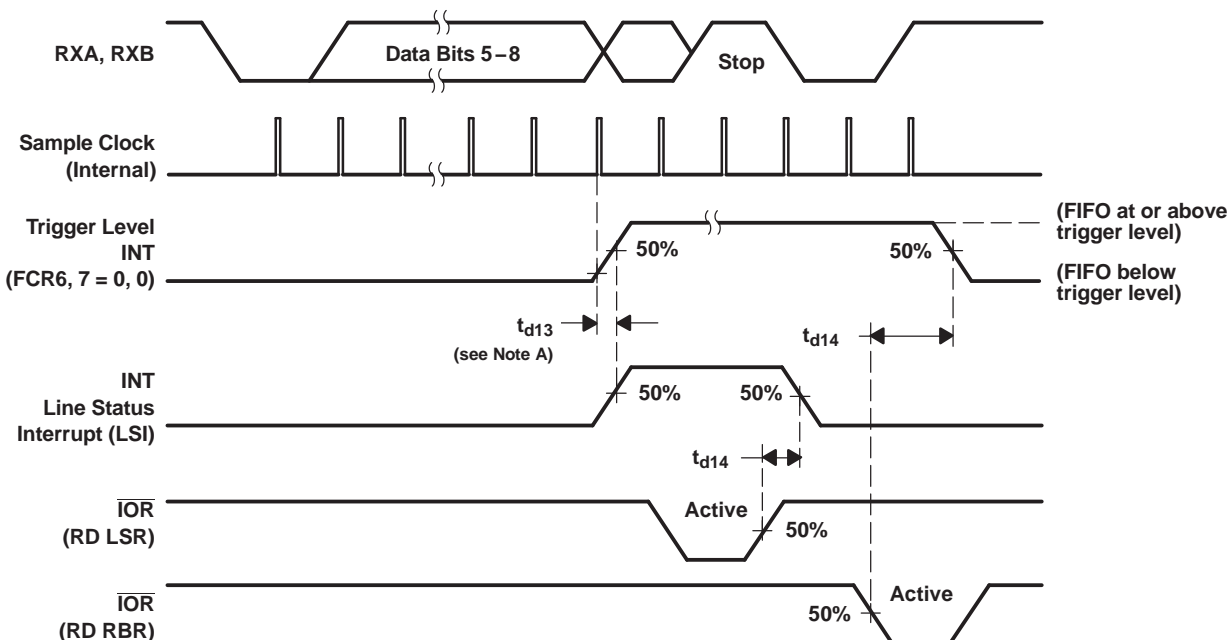 RXA, RXB
Data Bits 5–8
Stop
Sample Clock
(Internal)
Trigger Level
INT
(FCR6, 7 = 0, 0)
50%
50%
(FIFO at or above
trigger level)
(FIFO below
trigger level)
td13
(see Note A)
td14
INT
Line Status
Interrupt (LSI)
50%
50%
td14
IOR
(RD LSR)
Active
50%
IOR
(RD RBR)
50%
Active